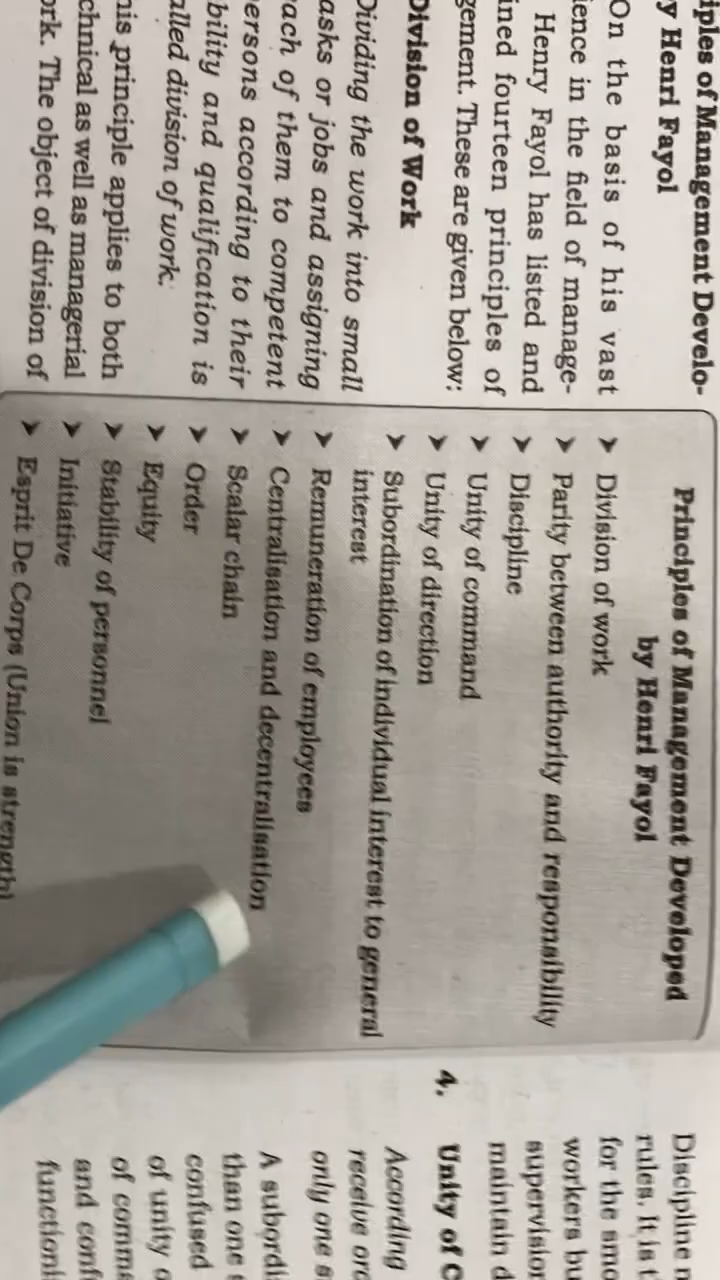 iples of Management Develo-
y Henri Fayol
On the basis of his vast
ience in the field of manage-
Henry Fayol has listed and
ined fourteen principles of
gement. These are given below:
Division of Work
Dividing the work into small
asks or jobs and assigning
ach of them to competent
ersons according to their
bility and qualification is
alled division of work.
his principle applies to both
chnical as well as managerial
ork. The object of division of
Principles of Management Developed
by Henri Fayol
➤ Division of work
➤ Parity between authority and responsibility
➤ Discipline
➤ Unity of command
➤ Unity of direction
➤ Subordination of individual interest to general
interest
➤ Remuneration of employees
➤ Centralisation and decentralisation
➤ Scalar chain
➤ Order
➤ Equity
➤ Stability of personnel
➤ Initiative
➤ Esprit De Corps (Union is strength)
Discipline
rules. It is t
for the smo
workers bu
supervision
maintain d
4. Unity of C
According
receive ord
only one s
A subordi
than one s
confused
of unity o
of comma
and conf
functioni